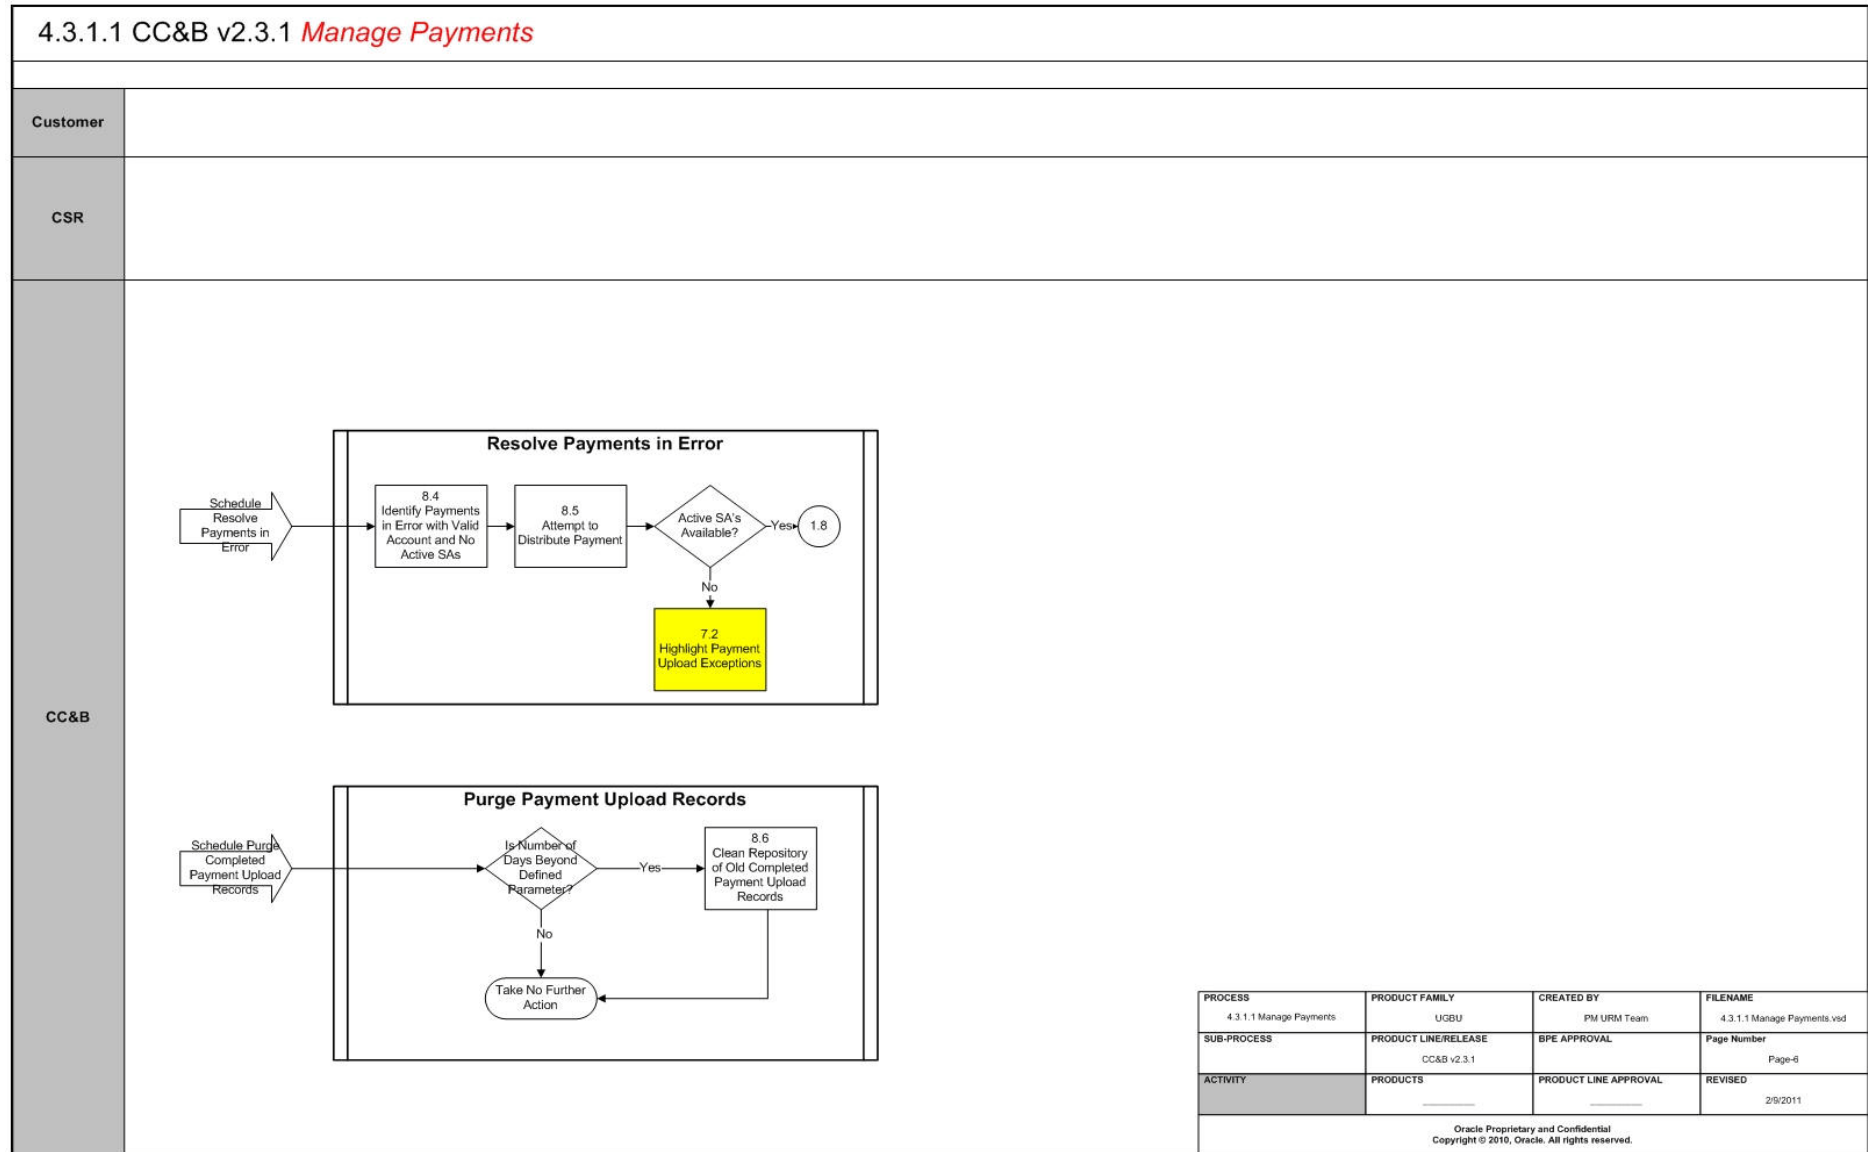 4.3.1.1 CC&B v2.3.1 Manage Payments
Customer
CSR
CC&B
Resolve Payments in Error
Schedule
Resolve
Payments in
Error
8.4
Identify Payments
in Error with Valid
Account and No
Active SAs
8.5
Attempt to
Distribute Payment
Active SA's
Available?
Yes
1.8
No
7.2
Highlight Payment
Upload Exceptions
Purge Payment Upload Records
Schedule Purge
Completed
Payment Upload
Records
Is Number of
Days Beyond
Defined
Parameter?
Yes
8.6
Clean Repository
of Old Completed
Payment Upload
Records
No
Take No Further
Action
PROCESS
4.3.1.1 Manage Payments
PRODUCT FAMILY
UGBU
CREATED BY
PM URM Team
FILENAME
4.3.1.1 Manage Payments.vsd
SUB-PROCESS
PRODUCT LINE/RELEASE
CC&B v2.3.1
BPE APPROVAL
Page Number
Page-6
ACTIVITY
PRODUCTS
PRODUCT LINE APPROVAL
REVISED
2/9/2011
Oracle Proprietary and Confidential
Copyright © 2010, Oracle. All rights reserved.